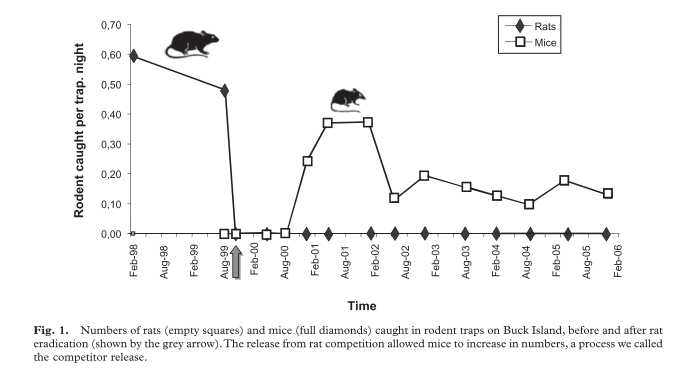 0,70
0,60
0,50
0,40
0,30
0,20
0,10
0,00
Rodent caught per trap. night
Rats
Mice
Feb-98
Aug-98
Feb-99
Aug-99
Feb-00
Aug-00
Feb-01
Aug-01
Feb-02
Aug-02
Feb-03
Aug-03
Feb-04
Aug-04
Feb-05
Aug-05
Feb-06
Time
Fig. 1. Numbers of rats (empty squares) and mice (full diamonds) caught in rodent traps on Buck Island, before and after rat
eradication (shown by the grey arrow). The release from rat competition allowed mice to increase in numbers, a process we called
the competitor release.